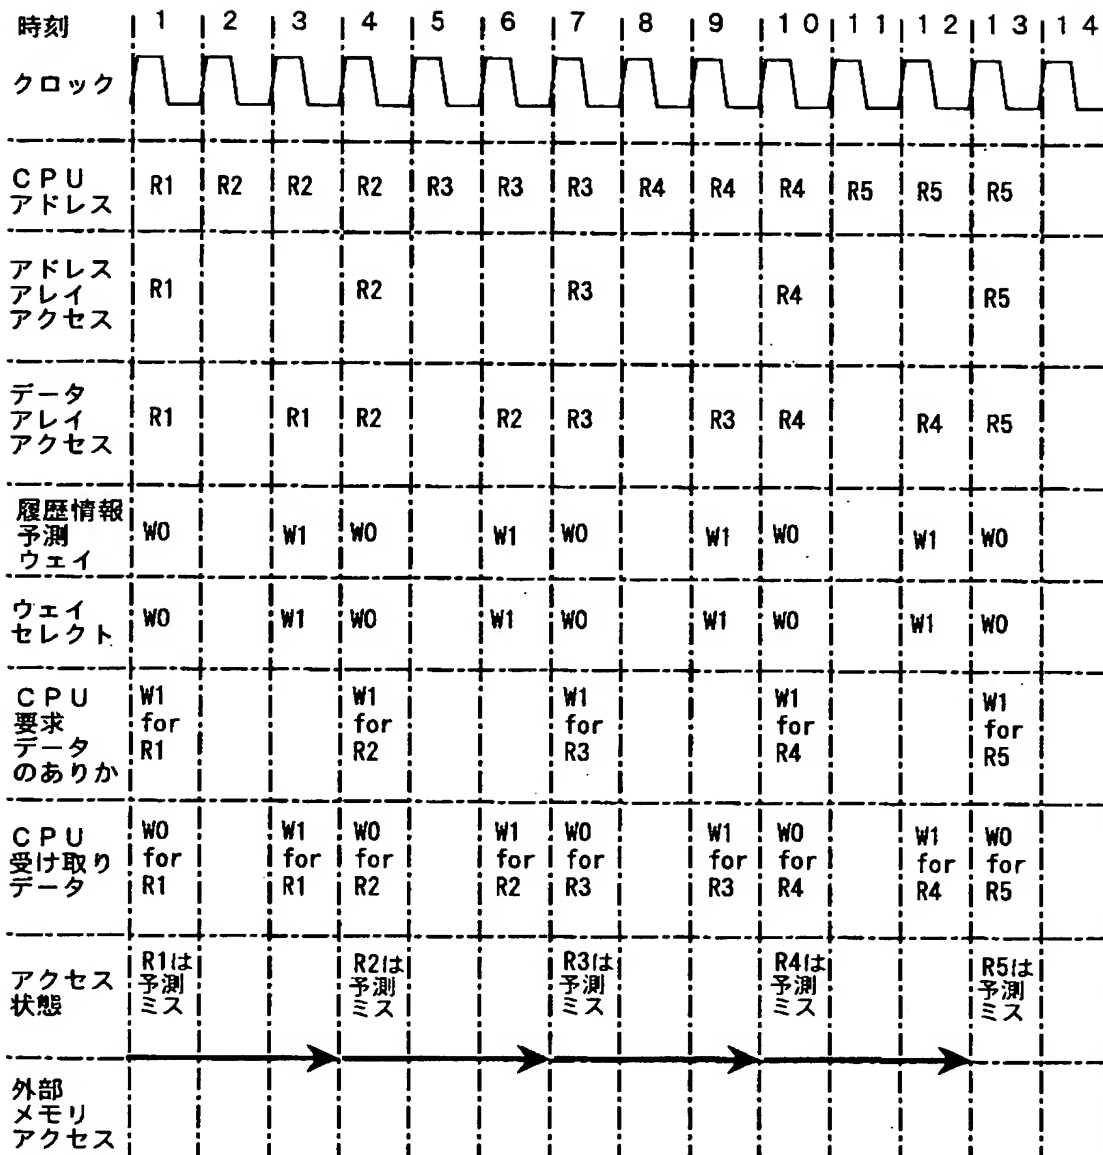 時刻 1 2 3 4 5 6 7 8 9 10 11 12 13 14
クロック
CPU
アドレス R1 R2 R2 R2 R3 R3 R3 R4 R4 R4 R5 R5 R5
アドレス
アレイ
アクセス R1 R2 R3 R4 R5
データ
アレイ
アクセス R1 R1 R2 R2 R3 R3 R4 R4 R5
履歴情報
予測
ウェイ W0 W1 W0 W1 W0 W1 W0 W1 W0
ウェイ
セレクト W0 W1 W0 W1 W0 W1 W0 W1 W0
CPU W1 W1 W1 W1 W1
要求 for for for for for
データ R1 R2 R3 R4 R5
のありか
CPU W0 W1 W0 W1 W0 W1 W0 W1 W0
受け取り for for for for for for for for for
データ R1 R1 R2 R2 R3 R3 R4 R4 R5
アクセス R1は R2は R3は R4は R5は
状態 予測 予測 予測 予測 予測
ミス ミス ミス ミス ミス
外部
メモリ
アクセス